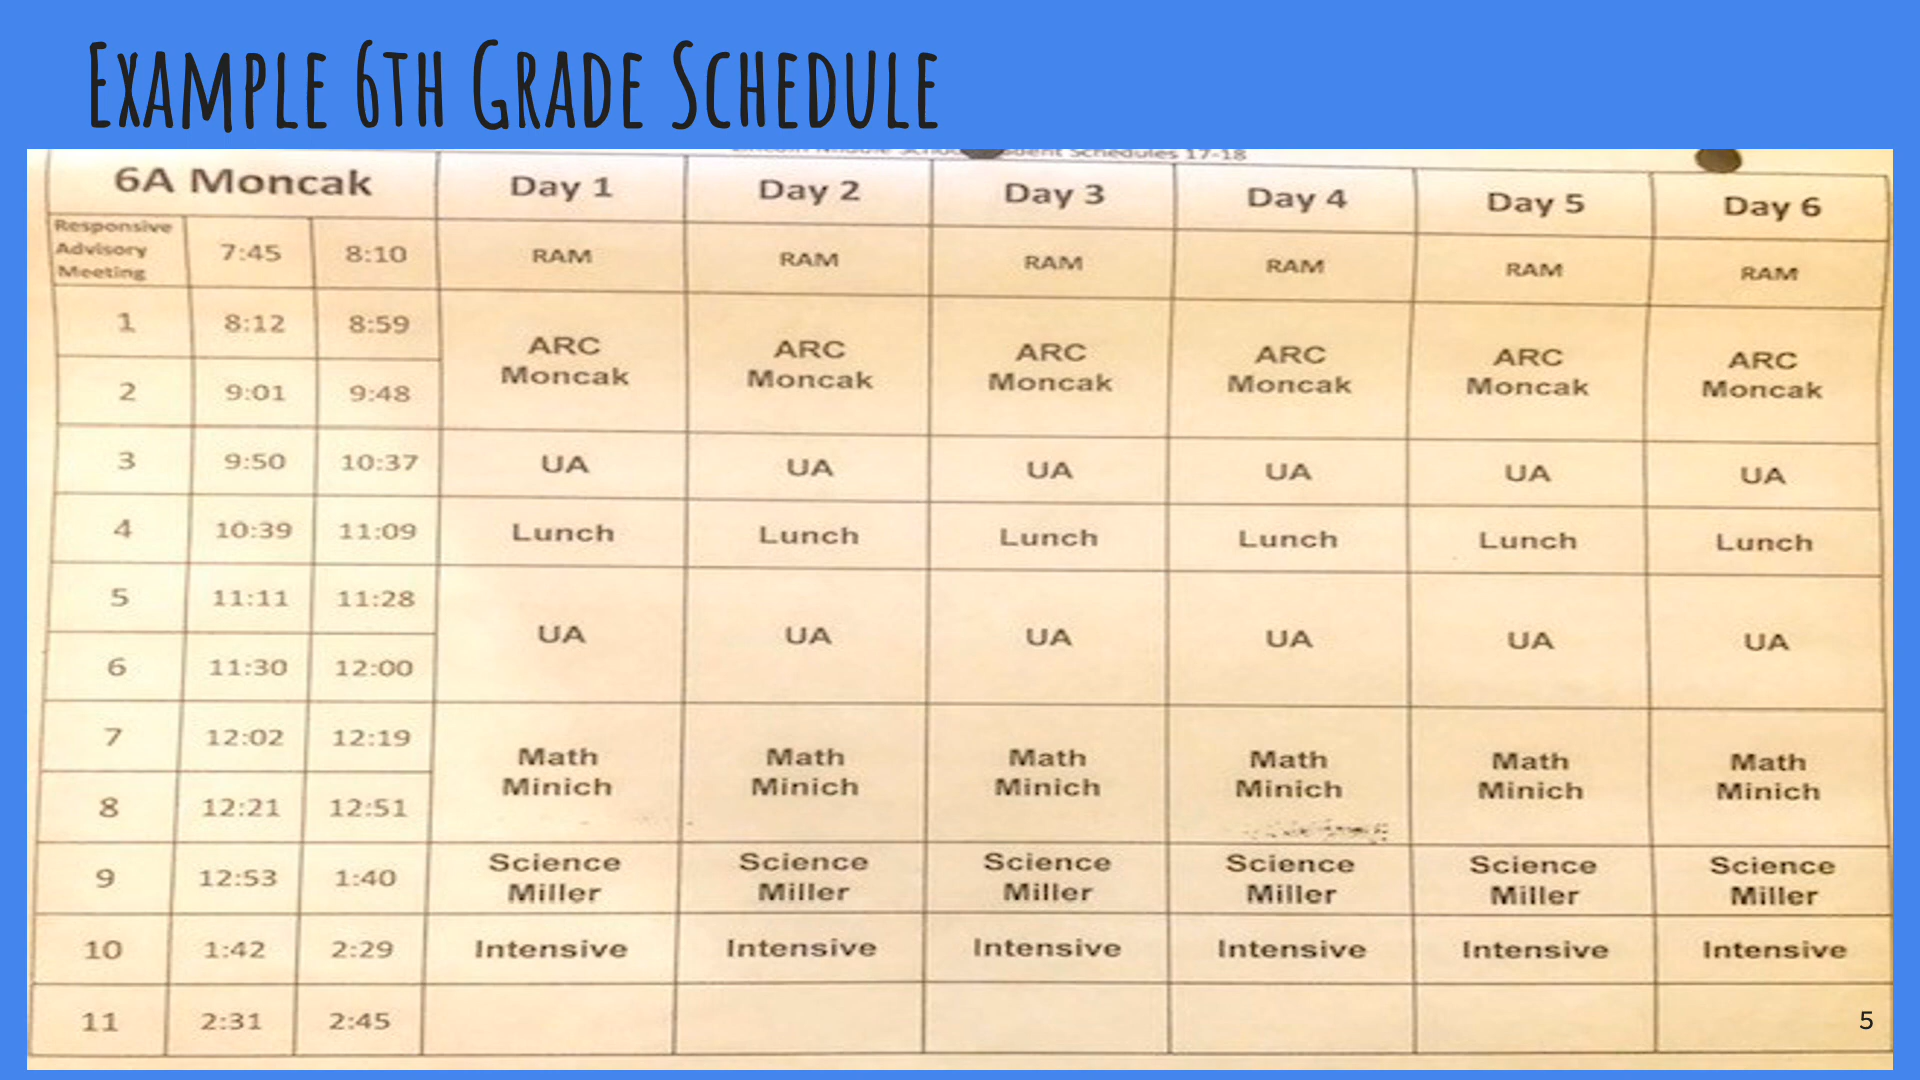 Example 6th Grade Schedule
Schedules 17-18
6A Moncak Day 1 Day 2 Day 3 Day 4 Day 5 Day 6
Responsive
Advisory
Meeting
7:45 8:10 RAM RAM RAM RAM RAM RAM
1 8:12 8:59
ARC ARC ARC ARC ARC ARC
Moncak Moncak Moncak Moncak Moncak Moncak
2 9:01 9:48
3 9:50 10:37 UA UA UA UA UA UA
4 10:39 11:09 Lunch Lunch Lunch Lunch Lunch Lunch
5 11:11 11:28
UA UA UA UA UA UA
6 11:30 12:00
7 12:02 12:19
Math Math Math Math Math Math
Minich Minich Minich Minich Minich Minich
8 12:21 12:51
Science Science Science Science Science Science
9 12:53 1:40
Miller Miller Miller Miller Miller Miller
10 1:42 2:29 Intensive Intensive Intensive Intensive Intensive Intensive
11 2:31 2:45
5